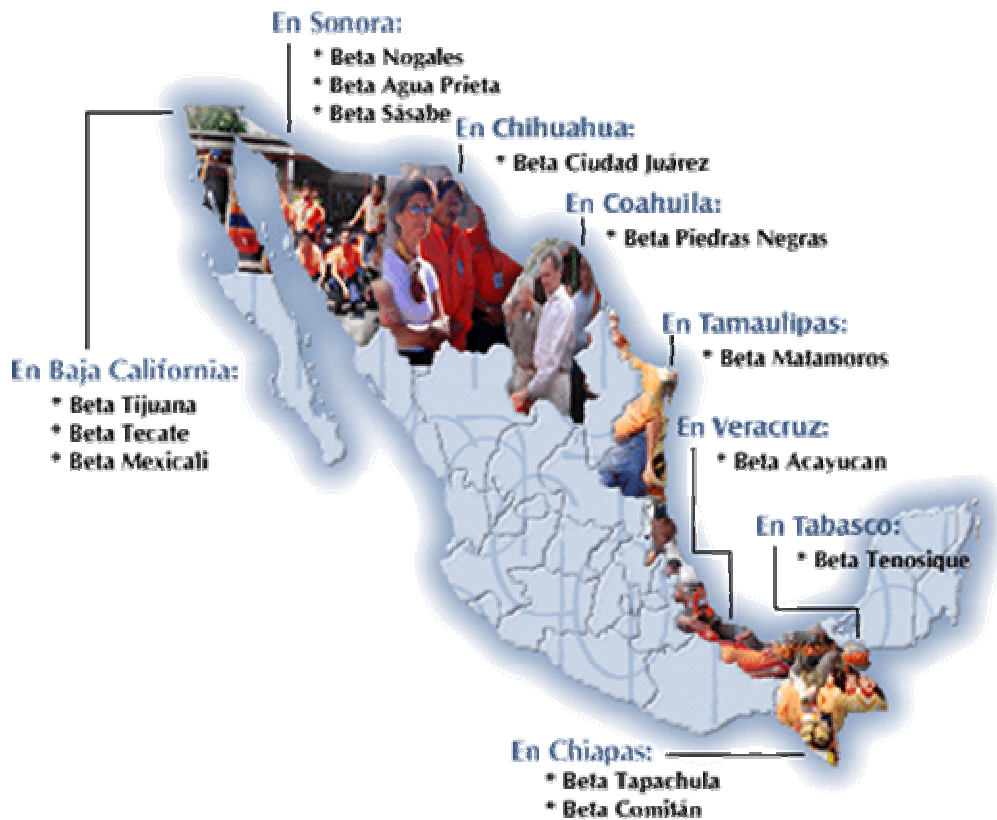 En Sonora:
* Beta Nogales
* Beta Agua Prieta
* Beta Sásabe
En Chihuahua:
* Beta Ciudad Juárez
En Coahuila:
* Beta Piedras Negras
En Tamaulipas:
* Beta Matamoros
En Baja California:
* Beta Tijuana
* Beta Tecate
* Beta Mexicali
En Veracruz:
* Beta Acayucan
En Tabasco:
* Beta Tenosique
En Chiapas:
* Beta Tapachula
* Beta Comitán